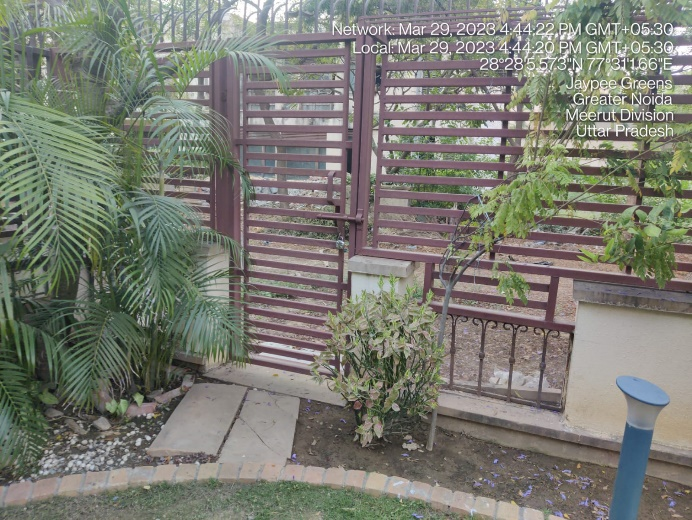 Network: Mar 29, 2023 4:44:22 PM GMT+05:30
Local: Mar 29, 2023 4:44:20 PM GMT+05:30
28°28'5.573"N 77°31'1.66"E
Jaypee Greens
Greater Noida
Meerut Division
Uttar Pradesh